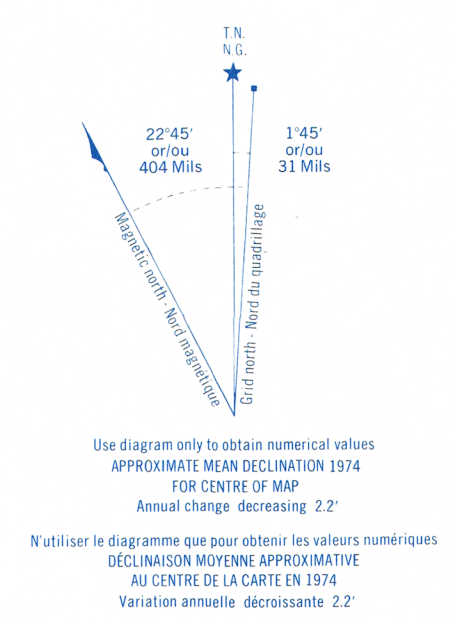 T.N.
N.G.
22°45′
or/ou
404 Mils
1°45′
or/ou
31 Mils
Magnetic north - Nord magnétique
Grid north - Nord du quadrillage
Use diagram only to obtain numerical values
APPROXIMATE MEAN DECLINATION 1974
FOR CENTRE OF MAP
Annual change decreasing 2.2′
N'utiliser le diagramme que pour obtenir les valeurs numériques
DÉCLINAISON MOYENNE APPROXIMATIVE
AU CENTRE DE LA CARTE EN 1974
Variation annuelle décroissante 2.2′